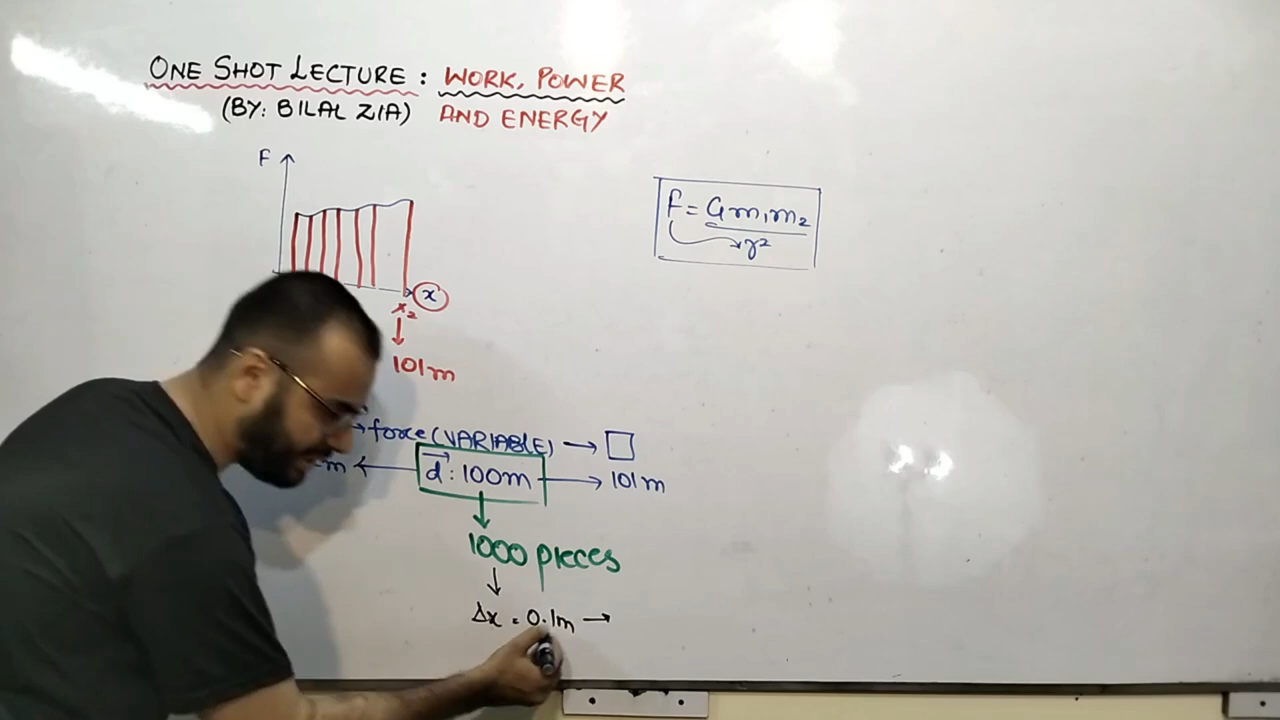 ONE SHOT LECTURE : WORK, POWER
(BY: BILAL ZIA) AND ENERGY
F
F = Gm₁m₂
r²
x
x₂
101m
force (VARIABLE) → □
m ← d⃗ : 100m → 101m
1000 pieces
Δx = 0.1m →